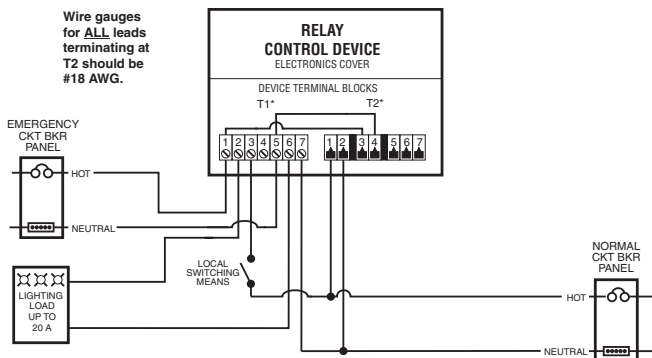 Wire gauges
for ALL leads
terminating at
T2 should be
#18 AWG.
RELAY
CONTROL DEVICE
ELECTRONICS COVER
DEVICE TERMINAL BLOCKS
T1* T2*
1 2 3 4 5 6 7 1 2 3 4 5 6 7
EMERGENCY
CKT BKR
PANEL
HOT
NEUTRAL
LIGHTING
LOAD
UP TO
20 A
LOCAL
SWITCHING
MEANS
NORMAL
CKT BKR
PANEL
HOT
NEUTRAL